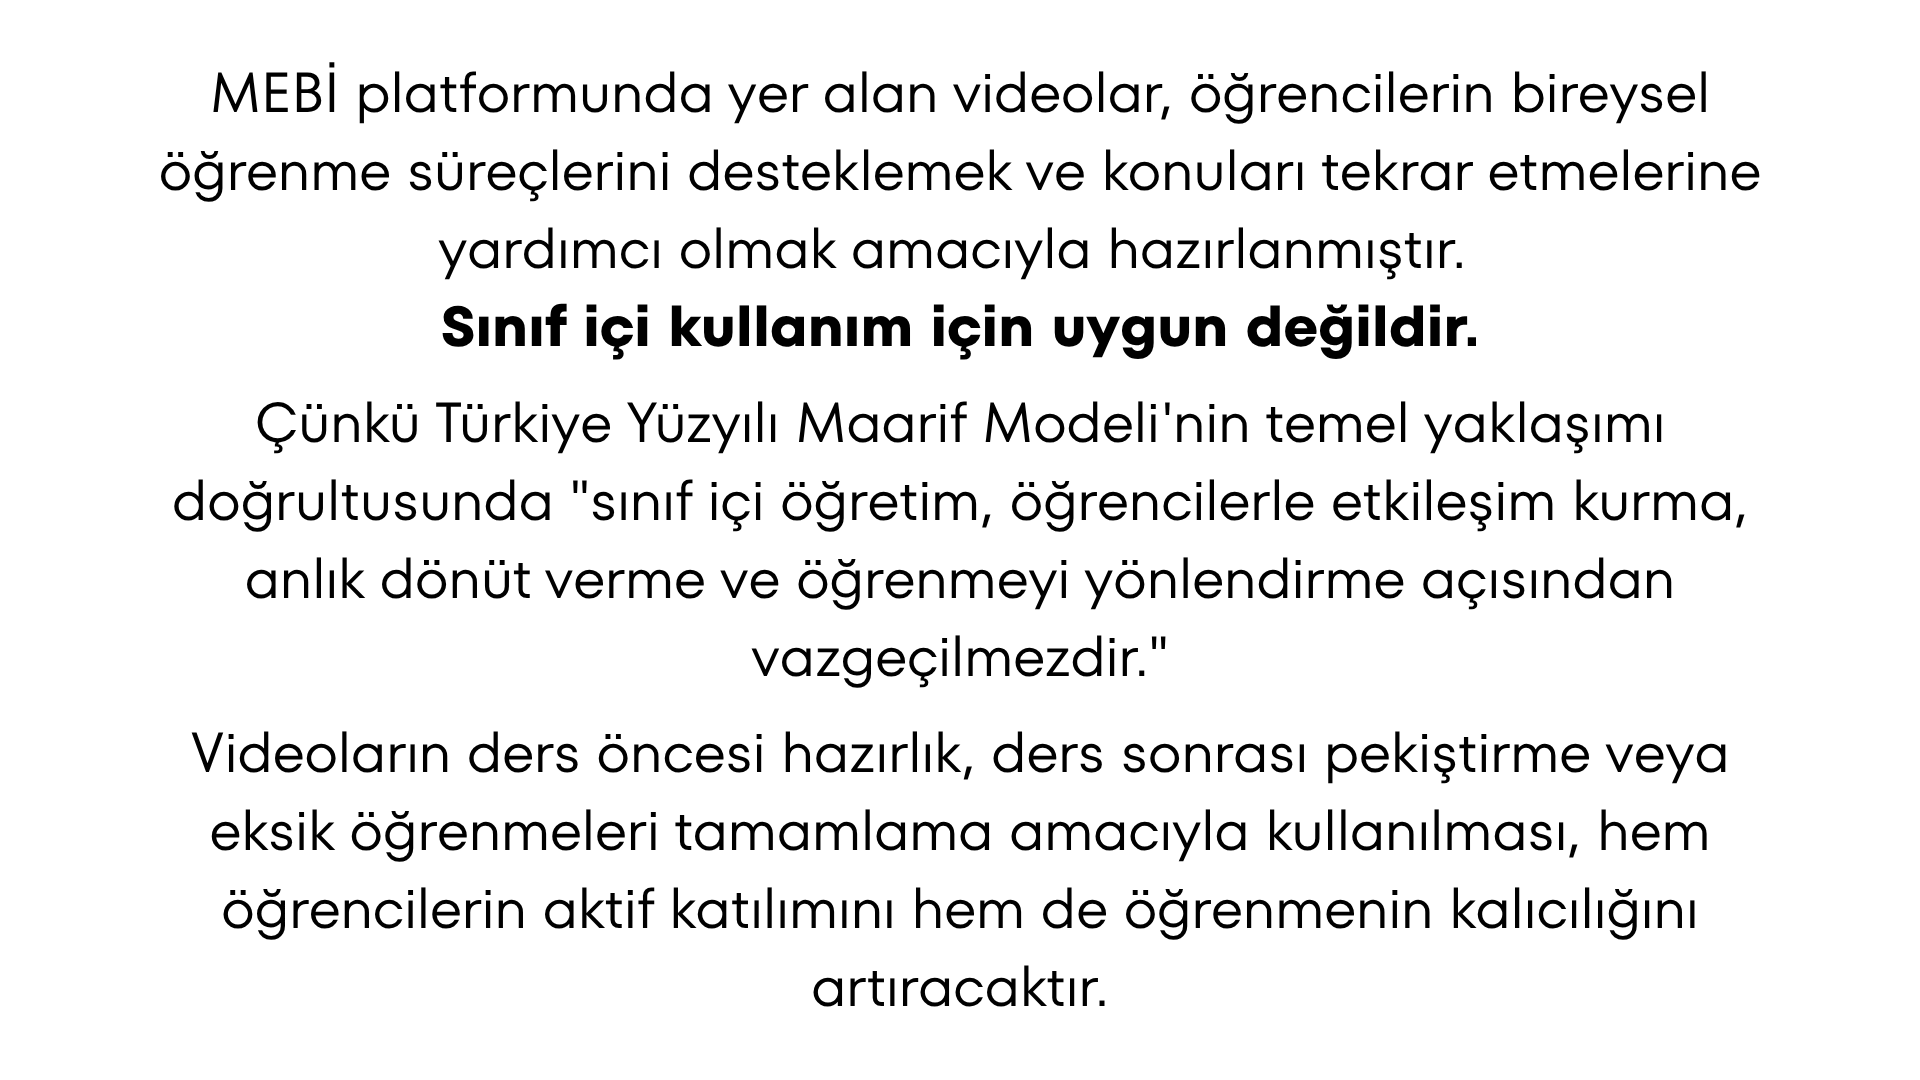 MEBİ platformunda yer alan videolar, öğrencilerin bireysel
öğrenme süreçlerini desteklemek ve konuları tekrar etmelerine
yardımcı olmak amacıyla hazırlanmıştır.
Sınıf içi kullanım için uygun değildir.
Çünkü Türkiye Yüzyılı Maarif Modeli'nin temel yaklaşımı
doğrultusunda "sınıf içi öğretim, öğrencilerle etkileşim kurma,
anlık dönüt verme ve öğrenmeyi yönlendirme açısından
vazgeçilmezdir."
Videoların ders öncesi hazırlık, ders sonrası pekiştirme veya
eksik öğrenmeleri tamamlama amacıyla kullanılması, hem
öğrencilerin aktif katılımını hem de öğrenmenin kalıcılığını
artıracaktır.